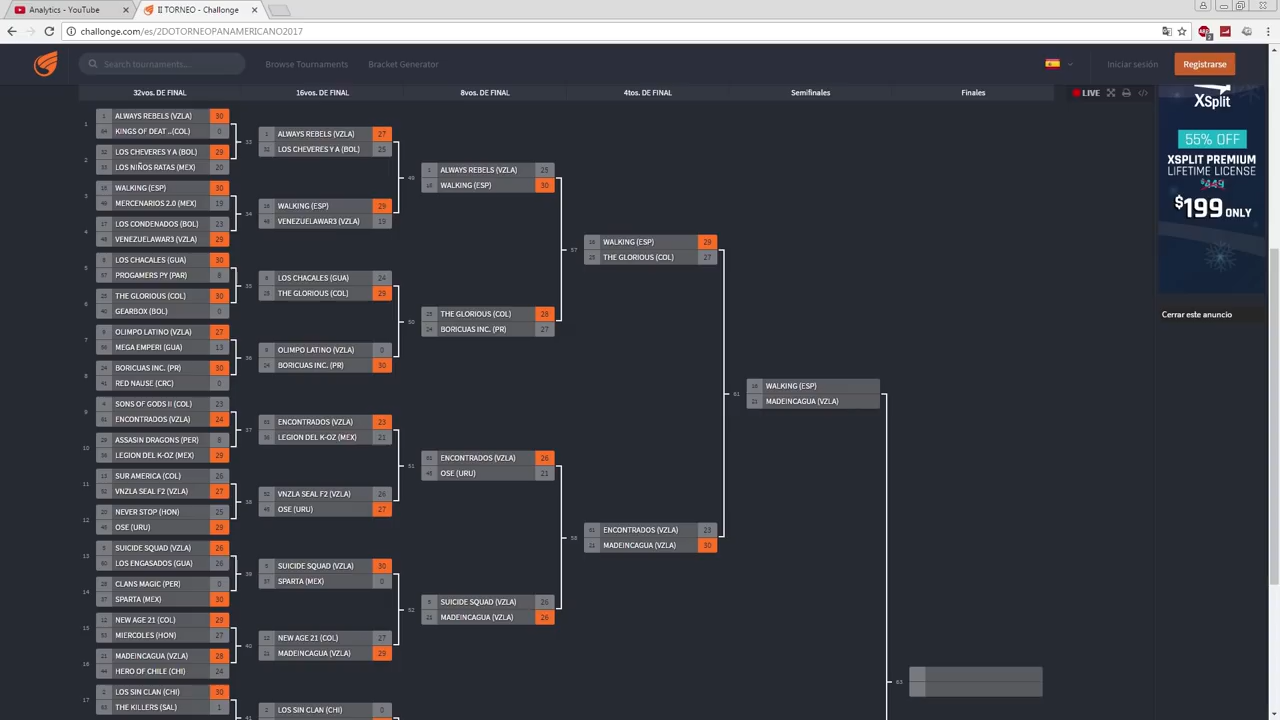 Analytics - YouTube
II TORNEO - Challonge
challonge.com/es/2DOTORNEOPANAMERICANO2017
Search tournaments...
Browse Tournaments
Bracket Generator
Iniciar sesión
Registrarse
32vos. DE FINAL
16vos. DE FINAL
8vos. DE FINAL
4tos. DE FINAL
Semifinales
Finales
LIVE
1 ALWAYS REBELS (VZLA) 30
KINGS OF DEAT ..(COL) 0
LOS CHEVERES Y A (BOL) 29
LOS NIÑOS RATAS (MEX) 20
WALKING (ESP) 30
MERCENARIOS 2.0 (MEX) 19
LOS CONDENADOS (BOL) 23
VENEZUELAWAR3 (VZLA) 29
LOS CHACALES (GUA) 30
PROGAMERS PY (PAR)
THE GLORIOUS (COL) 30
GEARBOX (BOL) 0
OLIMPO LATINO (VZLA) 27
MEGA EMPERI (GUA) 13
BORICUAS INC. (PR) 30
RED NAUSE (CRC) 0
SONS OF GODS II (COL) 23
ENCONTRADOS (VZLA) 24
ASSASIN DRAGONS (PER)
LEGION DEL K-OZ (MEX) 29
SUR AMERICA (COL) 26
VNZLA SEAL F2 (VZLA) 27
NEVER STOP (HON) 25
OSE (URU) 29
SUICIDE SQUAD (VZLA) 26
LOS ENGASADOS (GUA) 26
CLANS MAGIC (PER) 0
SPARTA (MEX) 30
NEW AGE 21 (COL) 29
MIERCOLES (HON) 27
MADEINCAGUA (VZLA) 28
HERO OF CHILE (CHI) 24
LOS SIN CLAN (CHI) 30
THE KILLERS (SAL) 1
ALWAYS REBELS (VZLA) 27
LOS CHEVERES Y A (BOL) 25
WALKING (ESP) 29
VENEZUELAWAR3 (VZLA) 19
LOS CHACALES (GUA) 24
THE GLORIOUS (COL) 29
OLIMPO LATINO (VZLA) 0
BORICUAS INC. (PR) 30
ENCONTRADOS (VZLA) 23
LEGION DEL K-OZ (MEX) 21
VNZLA SEAL F2 (VZLA) 26
OSE (URU) 27
SUICIDE SQUAD (VZLA) 30
SPARTA (MEX) 0
NEW AGE 21 (COL) 27
MADEINCAGUA (VZLA) 29
LOS SIN CLAN (CHI) 0
ALWAYS REBELS (VZLA) 25
WALKING (ESP) 30
THE GLORIOUS (COL) 28
BORICUAS INC. (PR) 27
ENCONTRADOS (VZLA) 26
OSE (URU) 21
SUICIDE SQUAD (VZLA) 26
MADEINCAGUA (VZLA) 26
WALKING (ESP) 29
THE GLORIOUS (COL) 27
ENCONTRADOS (VZLA) 23
MADEINCAGUA (VZLA) 30
WALKING (ESP)
MADEINCAGUA (VZLA)
63
XSplit
55% OFF
XSPLIT PREMIUM
LIFETIME LICENSE
$449
$199 ONLY
Cerrar este anuncio